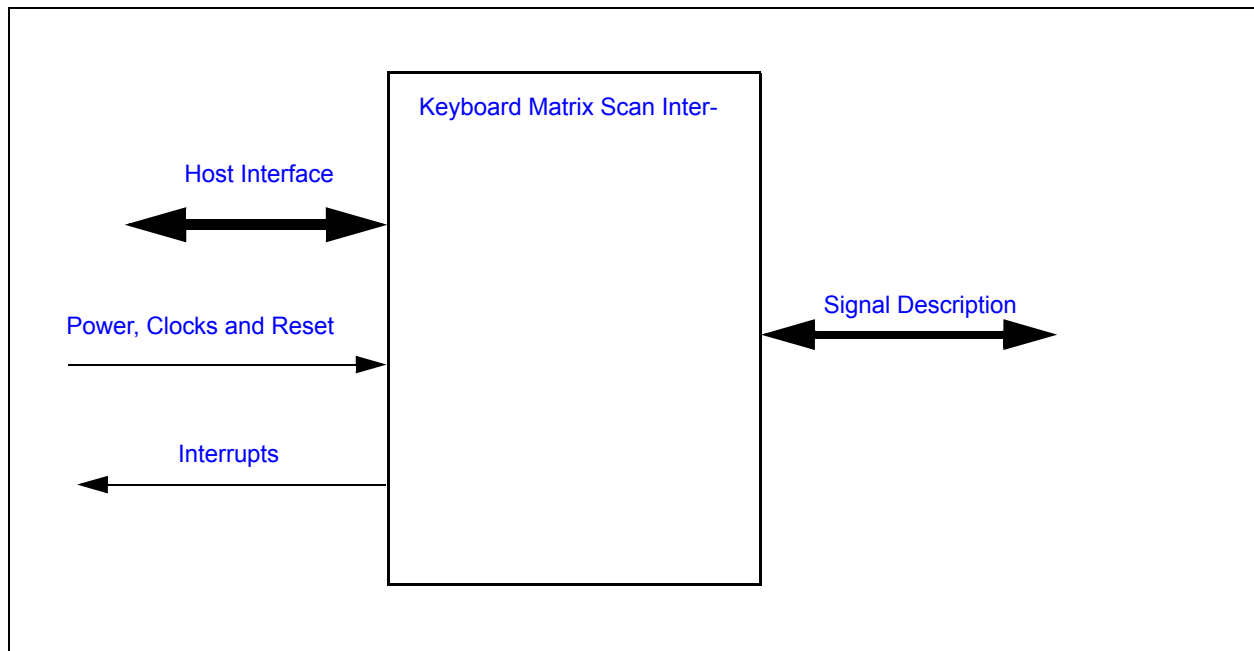 Keyboard Matrix Scan Inter-
Host Interface
Signal Description
Power, Clocks and Reset
Interrupts